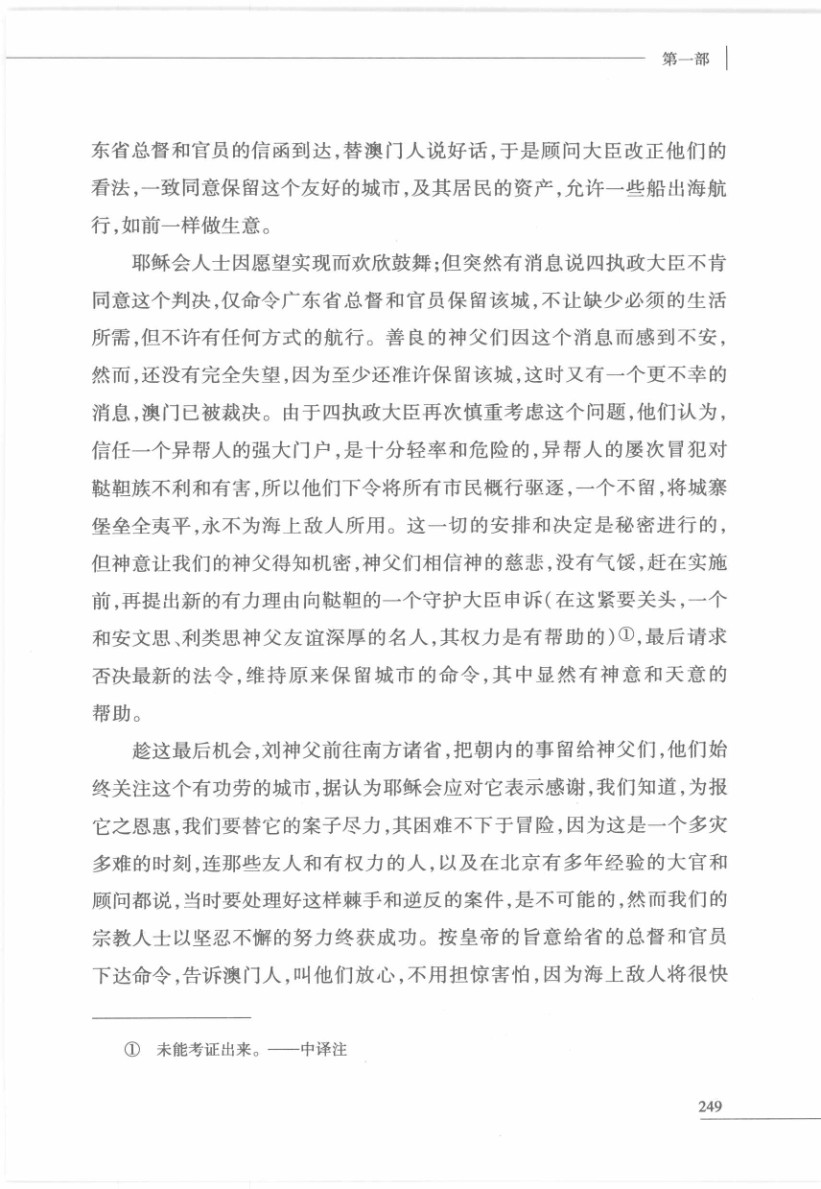 第一部
东省总督和官员的信函到达,替澳门人说好话,于是顾问大臣改正他们的
看法,一致同意保留这个友好的城市,及其居民的资产,允许一些船出海航
行,如前一样做生意。
耶稣会人士因愿望实现而欢欣鼓舞;但突然有消息说四执政大臣不肯
同意这个判决,仅命令广东省总督和官员保留该城,不让缺少必须的生活
所需,但不许有任何方式的航行。善良的神父们因这个消息而感到不安,
然而,还没有完全失望,因为至少还准许保留该城,这时又有一个更不幸的
消息,澳门已被裁决。由于四执政大臣再次慎重考虑这个问题,他们认为,
信任一个异帮人的强大门户,是十分轻率和危险的,异帮人的屡次冒犯对
鞑靼族不利和有害,所以他们下令将所有市民概行驱逐,一个不留,将城寨
堡垒全夷平,永不为海上敌人所用。这一切的安排和决定是秘密进行的,
但神意让我们的神父得知机密,神父们相信神的慈悲,没有气馁,赶在实施
前,再提出新的有力理由向鞑靼的一个守护大臣申诉(在这紧要关头,一个
和安文思、利类思神父友谊深厚的名人,其权力是有帮助的)①,最后请求
否决最新的法令,维持原来保留城市的命令,其中显然有神意和天意的
帮助。
趁这最后机会,刘神父前往南方诸省,把朝内的事留给神父们,他们始
终关注这个有功劳的城市,据认为耶稣会应对它表示感谢,我们知道,为报
它之恩惠,我们要替它的案子尽力,其困难不下于冒险,因为这是一个多灾
多难的时刻,连那些友人和有权力的人,以及在北京有多年经验的大官和
顾问都说,当时要处理好这样棘手和逆反的案件,是不可能的,然而我们的
宗教人士以坚忍不懈的努力终获成功。按皇帝的旨意给省的总督和官员
下达命令,告诉澳门人,叫他们放心,不用担惊害怕,因为海上敌人将很快
① 未能考证出来。——中译注
249